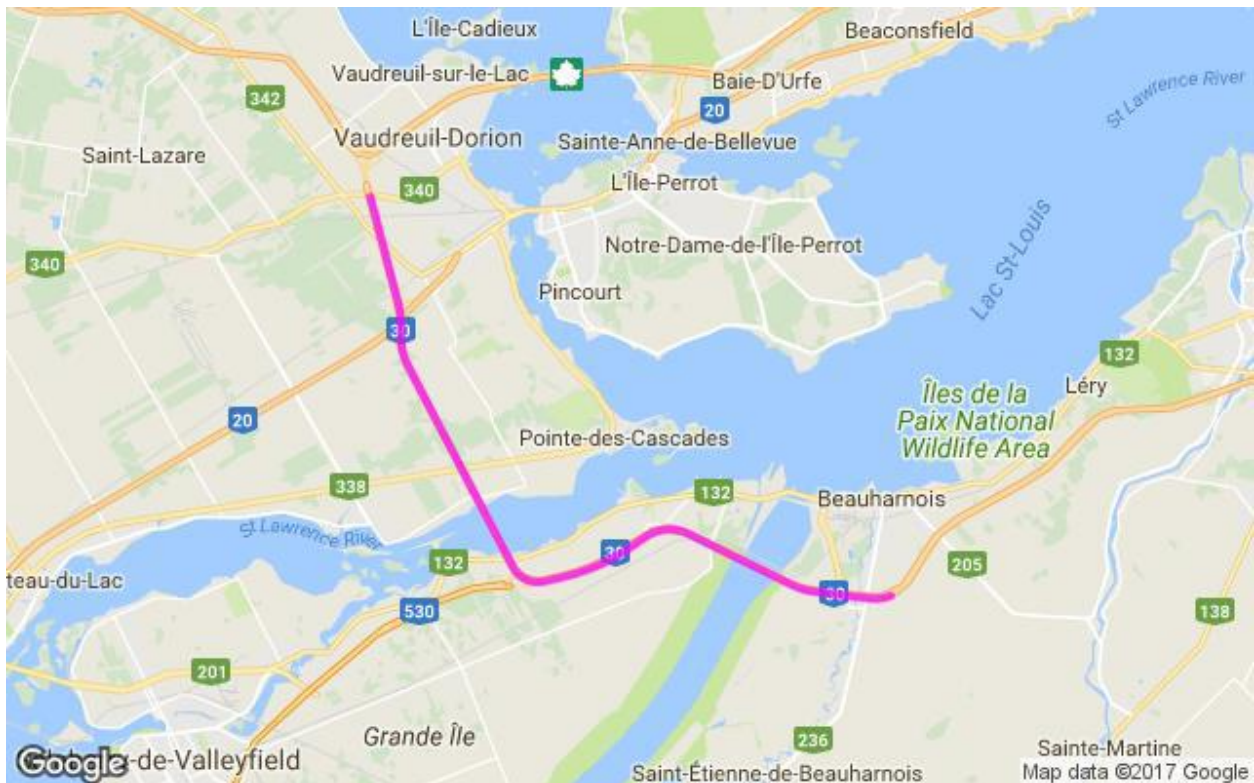 L'Île-Cadieux
Beaconsfield
Vaudreuil-sur-le-Lac
Baie-D'Urfe
342
20
St Lawrence River
Vaudreuil-Dorion
Sainte-Anne-de-Bellevue
Saint-Lazare
L'Île-Perrot
340
Notre-Dame-de-l'Île-Perrot
Lac St-Louis
340
Pincourt
30
132
Léry
Îles de la
Paix National
Wildlife Area
20
Pointe-des-Cascades
338
132
Beauharnois
St Lawrence River
132
30
205
teau-du-Lac
30
530
138
201
Grande Île
236
Sainte-Martine
Google
y-de-Valleyfield
Saint-Étienne-de-Beauharnois
Map data ©2017 Google